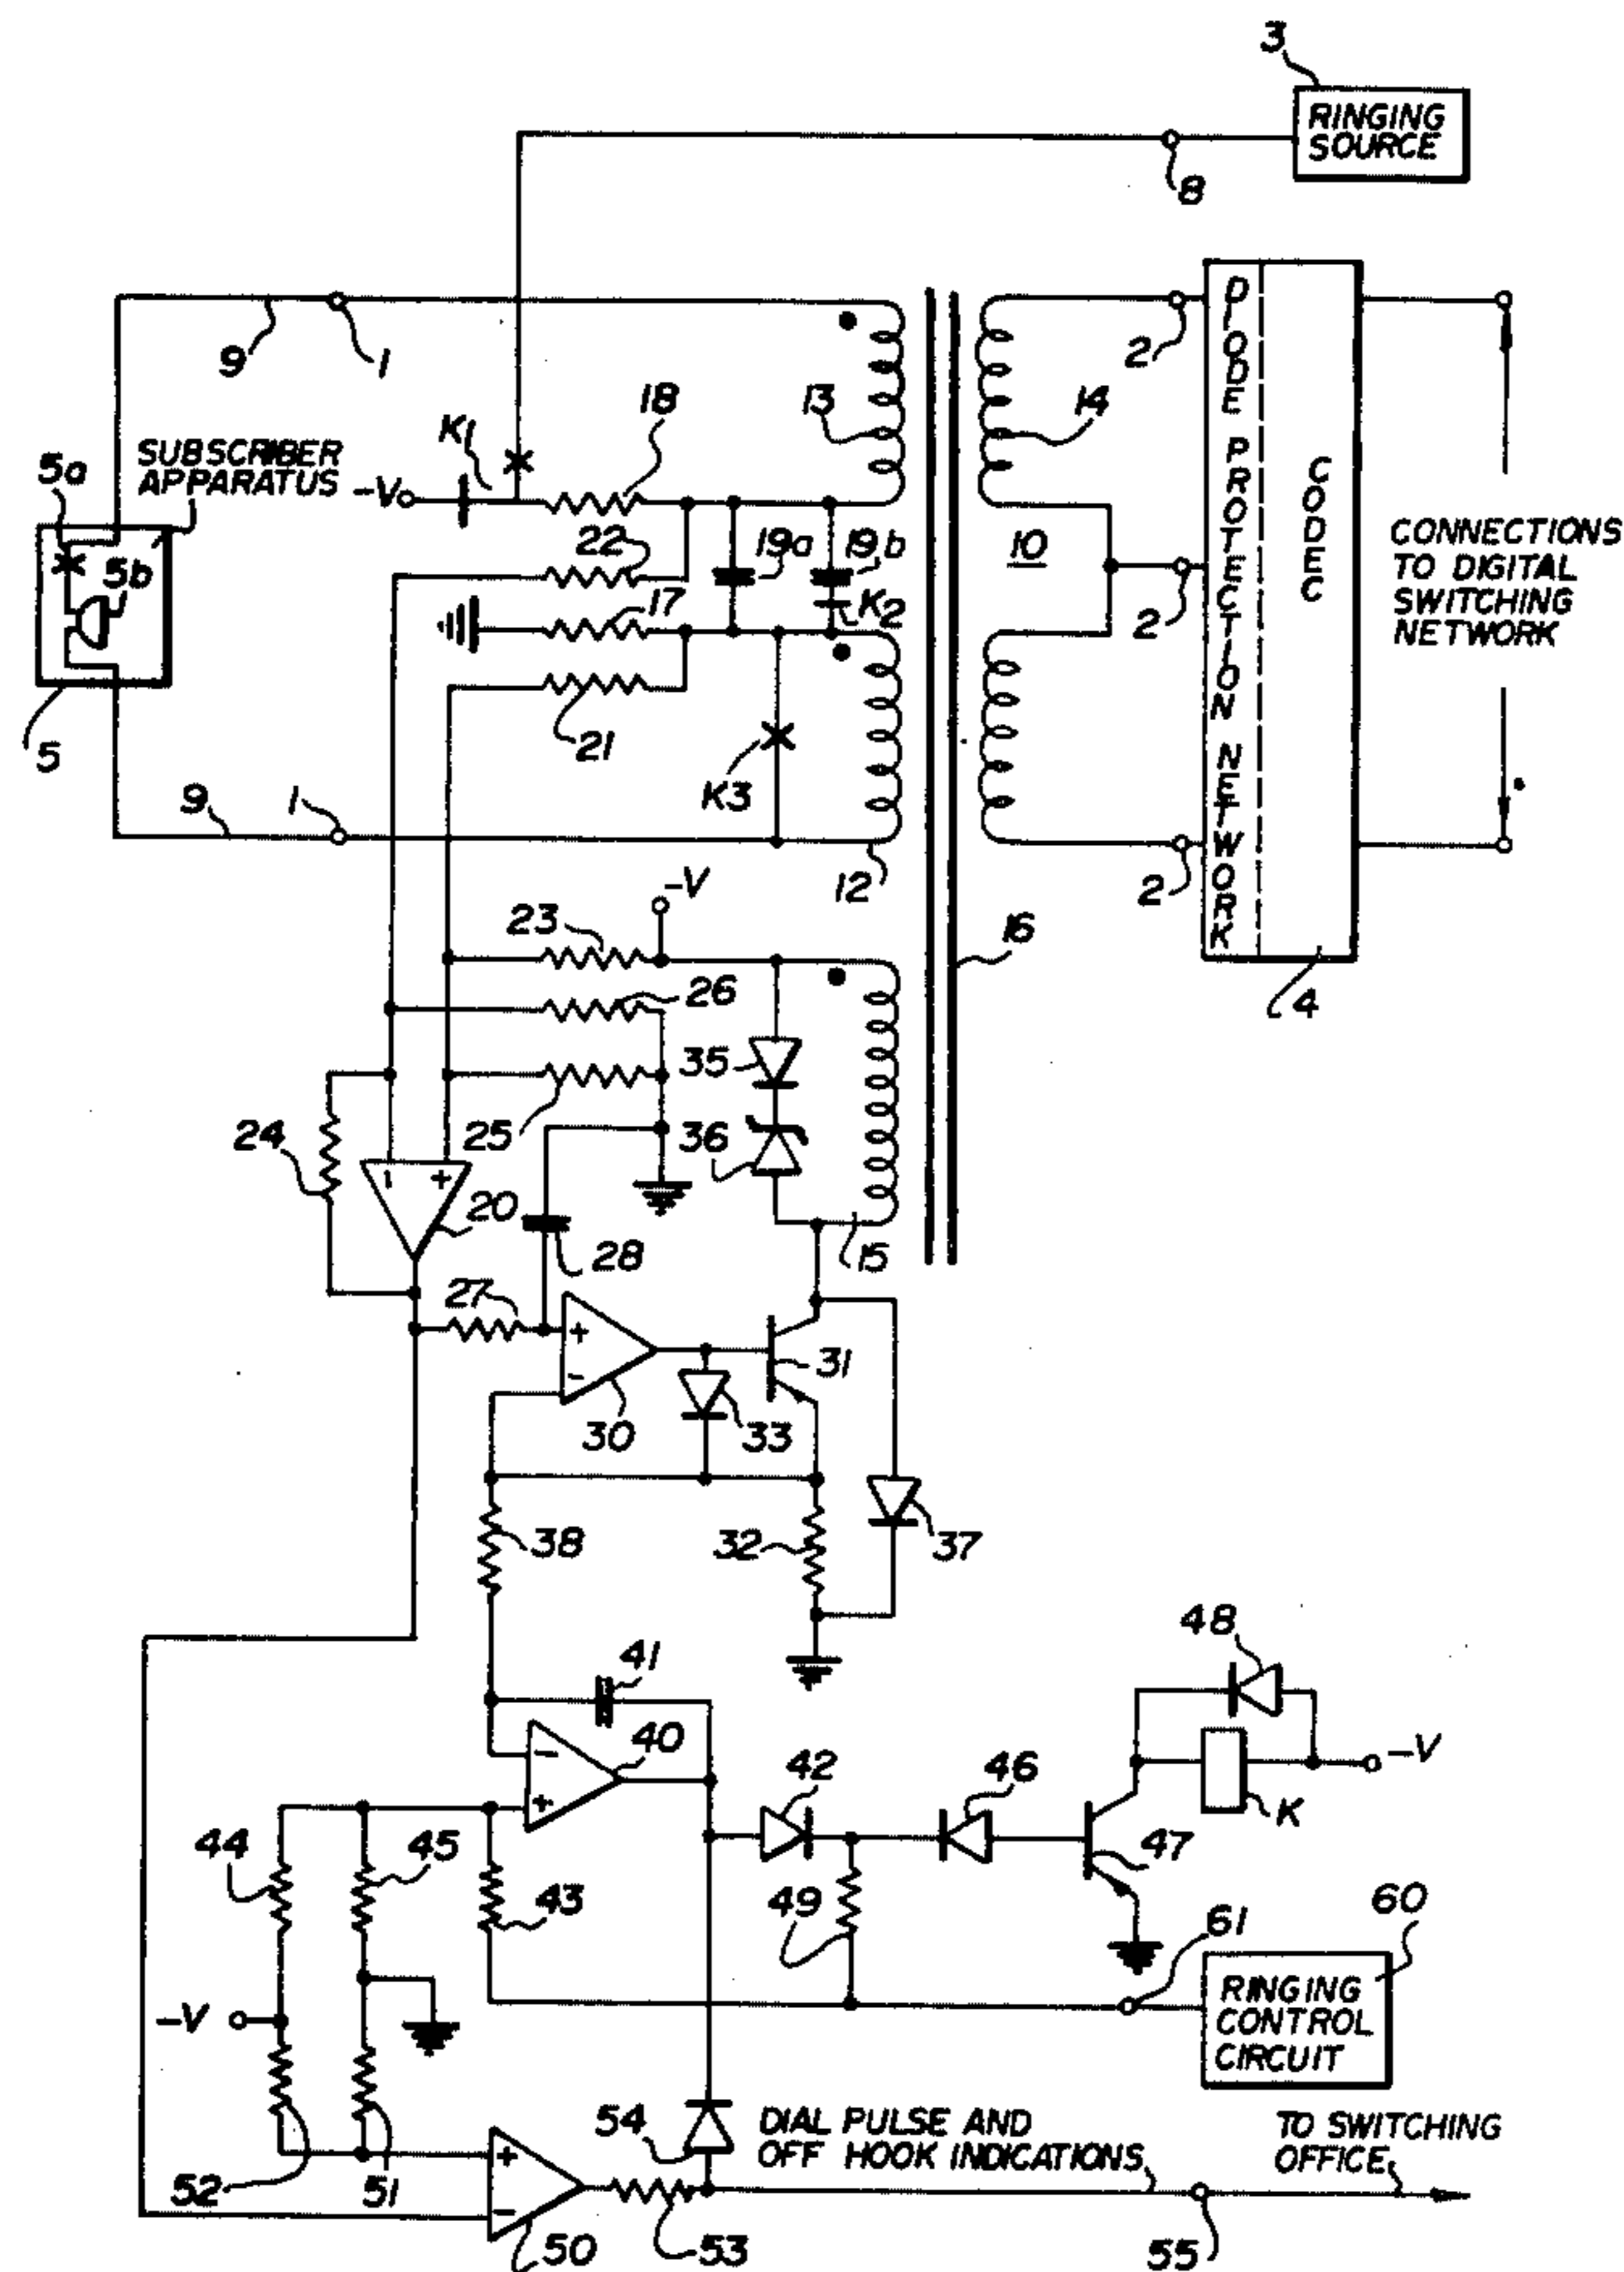 3
RINGING
SOURCE
8
9
1
2
13
14
18
K1
SUBSCRIBER
APPARATUS
5a
-V
5b
22
19a
19b
10
K2
17
21
K3
5
9
1
2
12
2
DIODE PROTECTION NETWORK
CODEC
4
CONNECTIONS
TO DIGITAL
SWITCHING
NETWORK
-V
23
26
16
35
25
36
24
- +
20
28
15
27
+
-
30
31
33
38
32
37
41
48
-
+
40
42
46
-V
K
47
44
45
43
49
61
60
RINGING
CONTROL
CIRCUIT
-V
54
DIAL PULSE AND
OFF HOOK INDICATIONS
TO SWITCHING
OFFICE
52
51
+
-
50
53
55